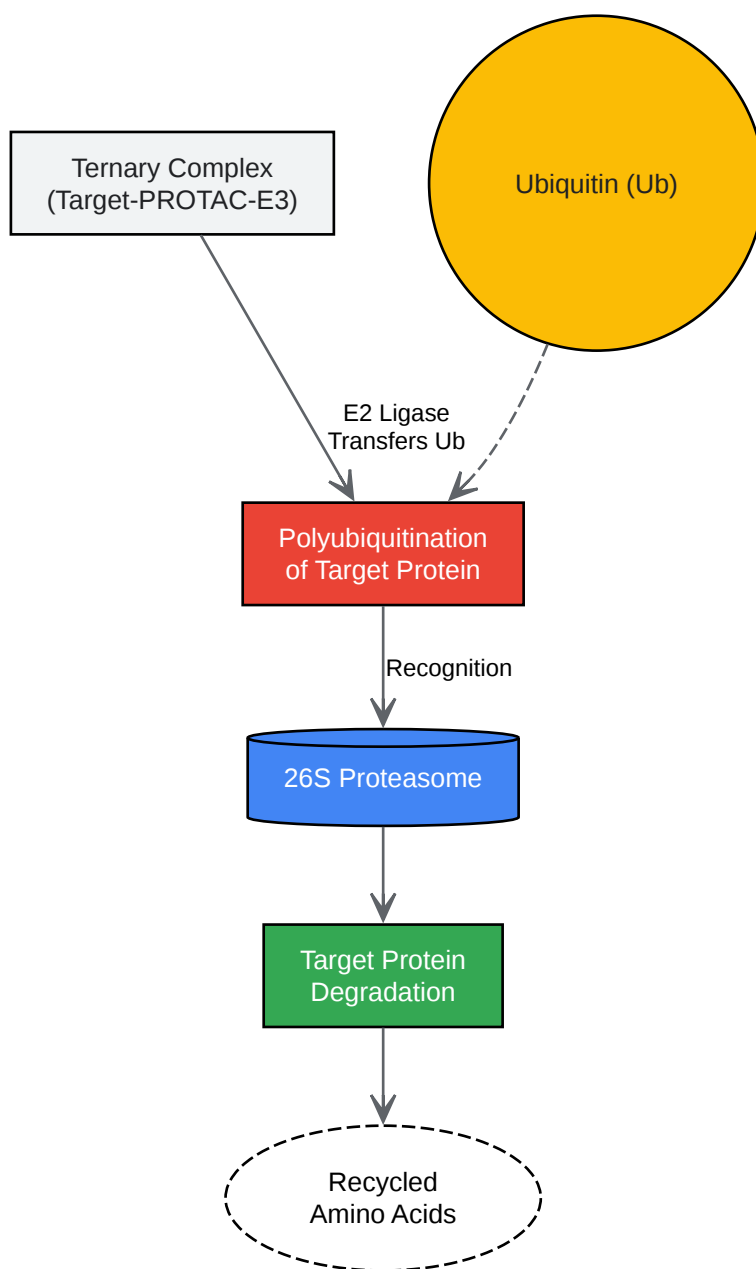 Ternary Complex
(Target-PROTAC-E3)
Ubiquitin (Ub)
E2 Ligase
Transfers Ub
Polyubiquitination
of Target Protein
Recognition
26S Proteasome
Target Protein
Degradation
Recycled
Amino Acids